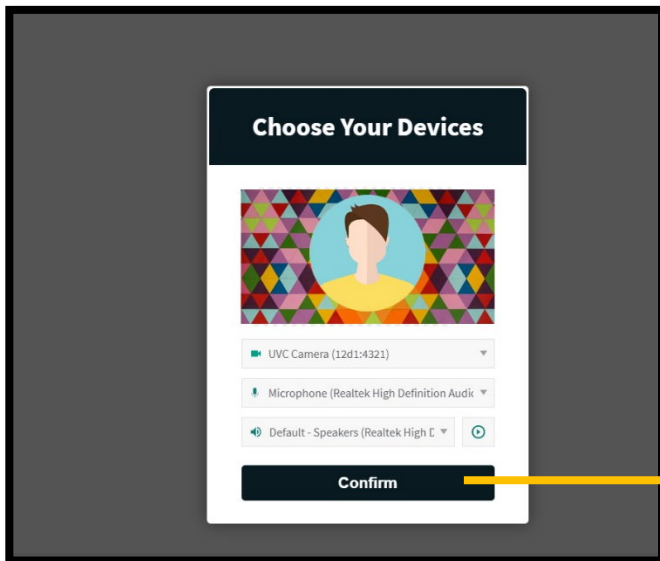 Choose Your Devices
UVC Camera (12d1:4321)
Microphone (Realtek High Definition Audic
Default - Speakers (Realtek High D
Confirm